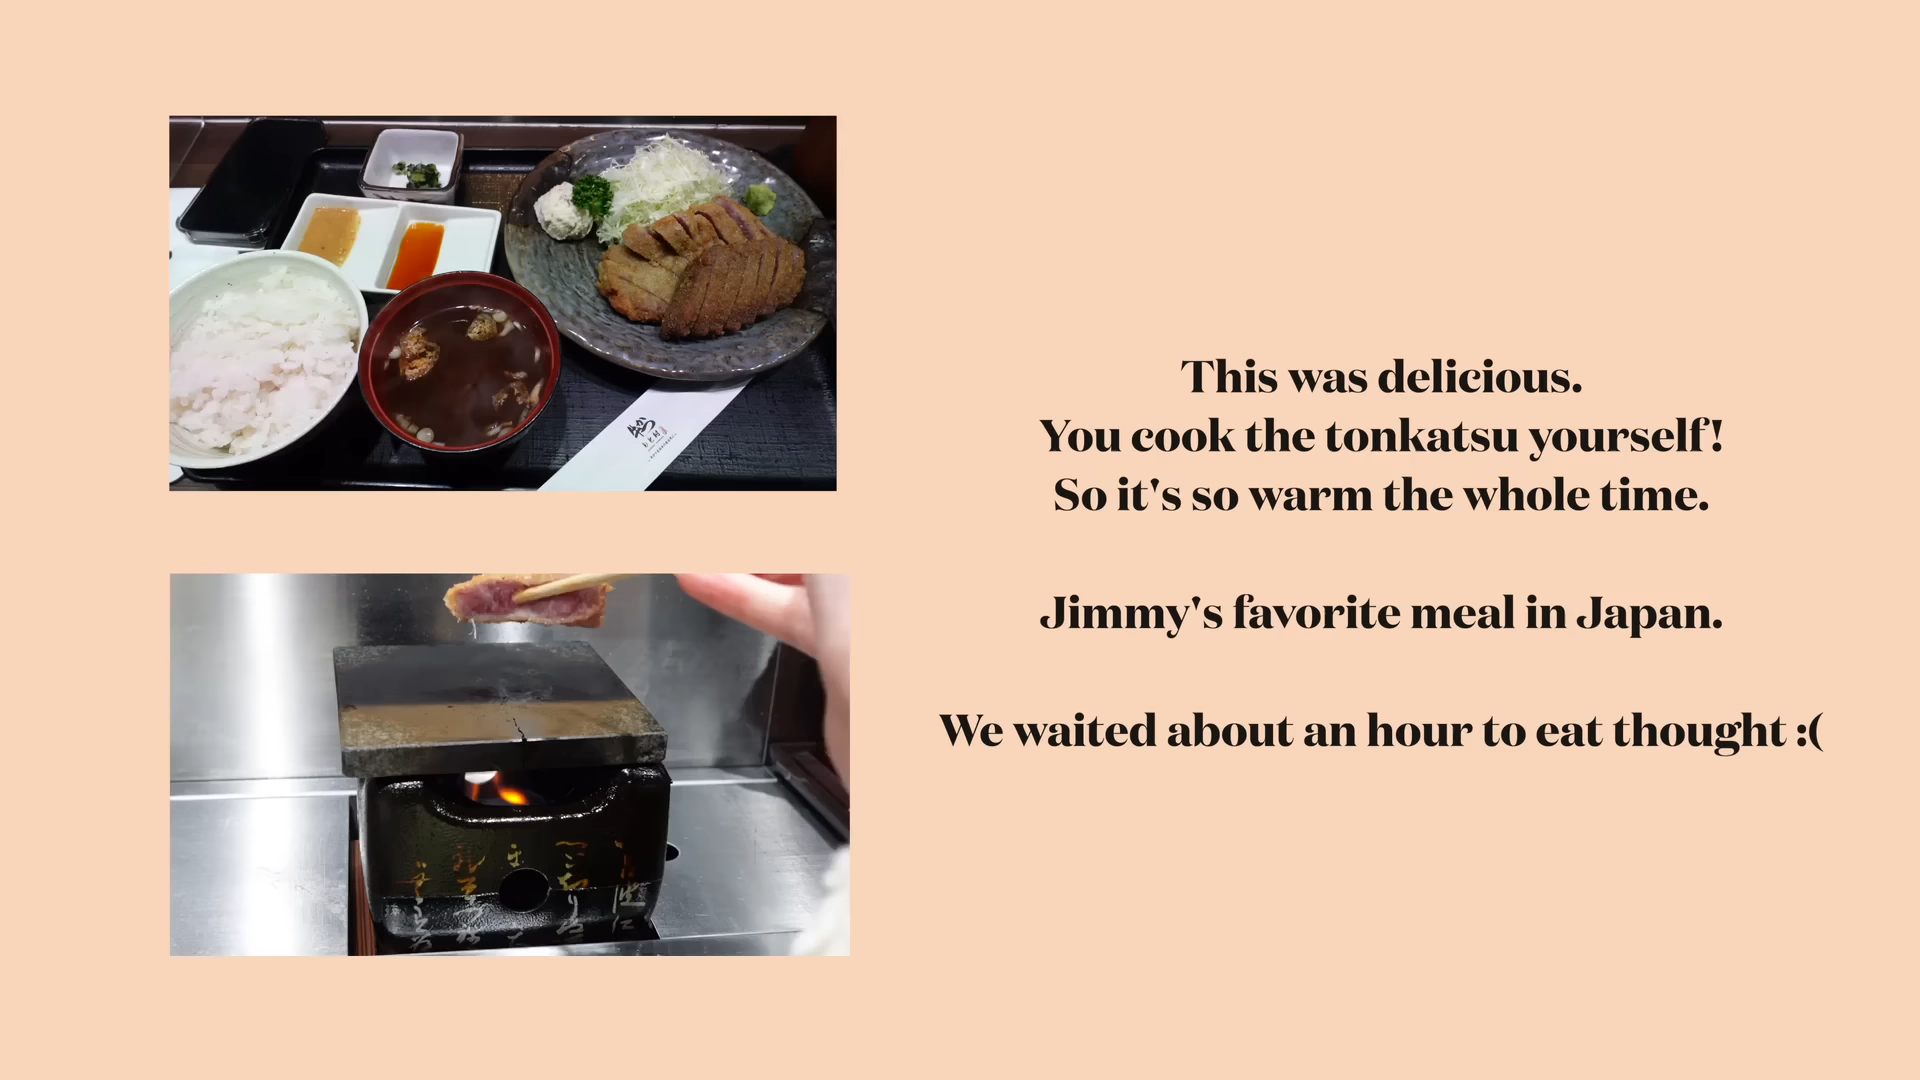 This was delicious.
You cook the tonkatsu yourself!
So it's so warm the whole time.
Jimmy's favorite meal in Japan.
We waited about an hour to eat thought :(